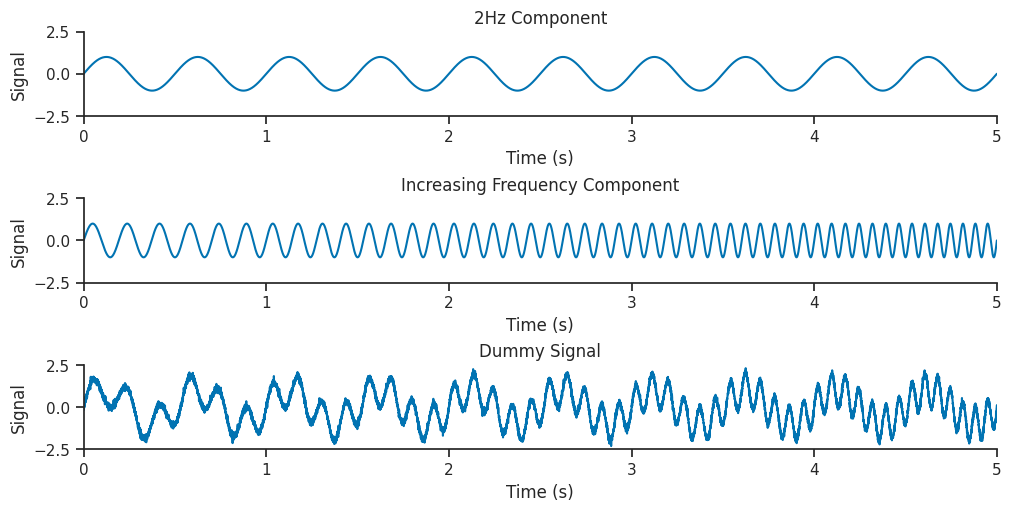 2Hz Component
2.5
0.0
−2.5
Signal
0 1 2 3 4 5
Time (s)
Increasing Frequency Component
2.5
0.0
−2.5
Signal
0 1 2 3 4 5
Time (s)
Dummy Signal
2.5
0.0
−2.5
Signal
0 1 2 3 4 5
Time (s)